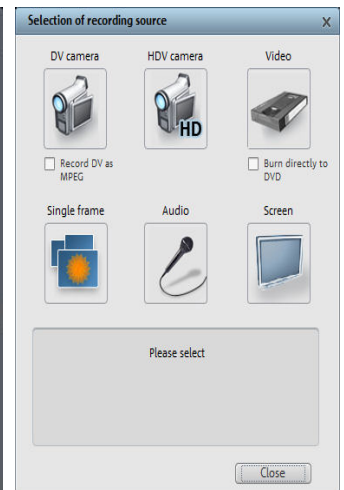 Selection of recording source X
DV camera HDV camera Video
HD
Record DV as Burn directly to
MPEG DVD
Single frame Audio Screen
Please select
Close